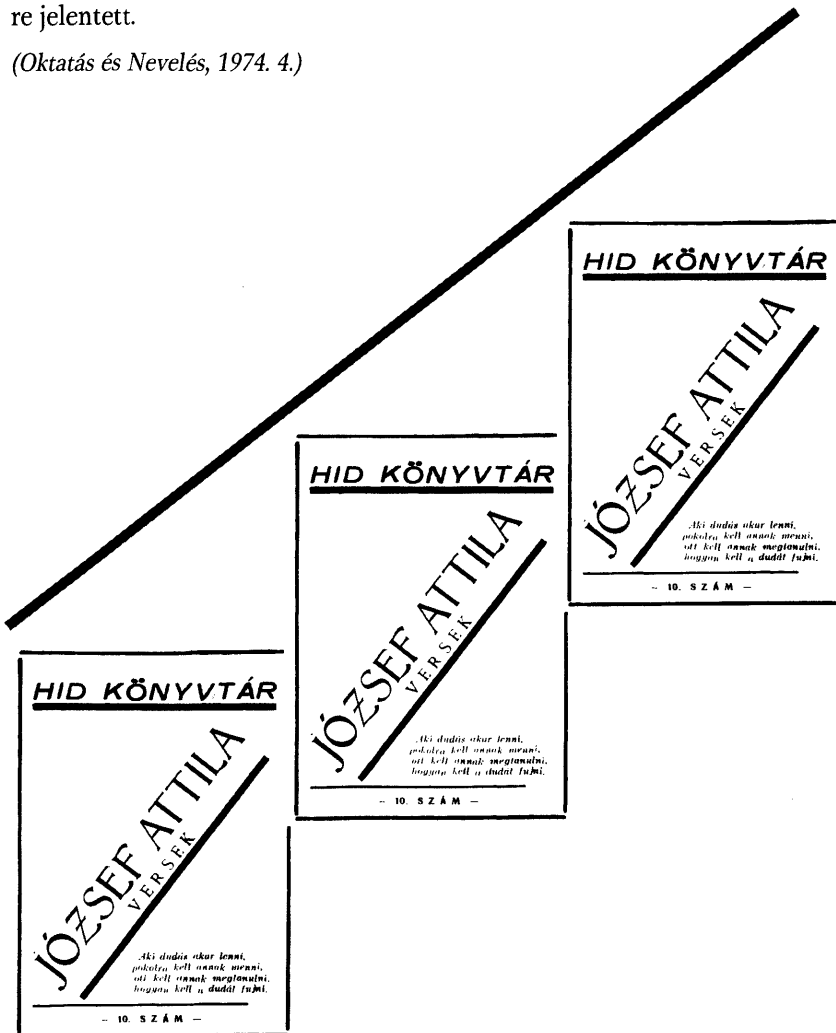 re jelentett.
(Oktatás és Nevelés, 1974. 4.)
HID KÖNYVTÁR
JÓZSEF ATTILA
VERSEK
Aki dudás akar lenni,
pokolra kell annak menni,
ott kell annak megtanulni,
hogyan kell a dudát fujni.
– 10. SZÁM –
HID KÖNYVTÁR
JÓZSEF ATTILA
VERSEK
Aki dudás akar lenni,
pokolra kell annak menni,
ott kell annak megtanulni,
hogyan kell a dudát fujni.
– 10. SZÁM –
HID KÖNYVTÁR
JÓZSEF ATTILA
VERSEK
Aki dudás akar lenni,
pokolra kell annak menni,
ott kell annak megtanulni,
hogyan kell a dudát fujni.
– 10. SZÁM –